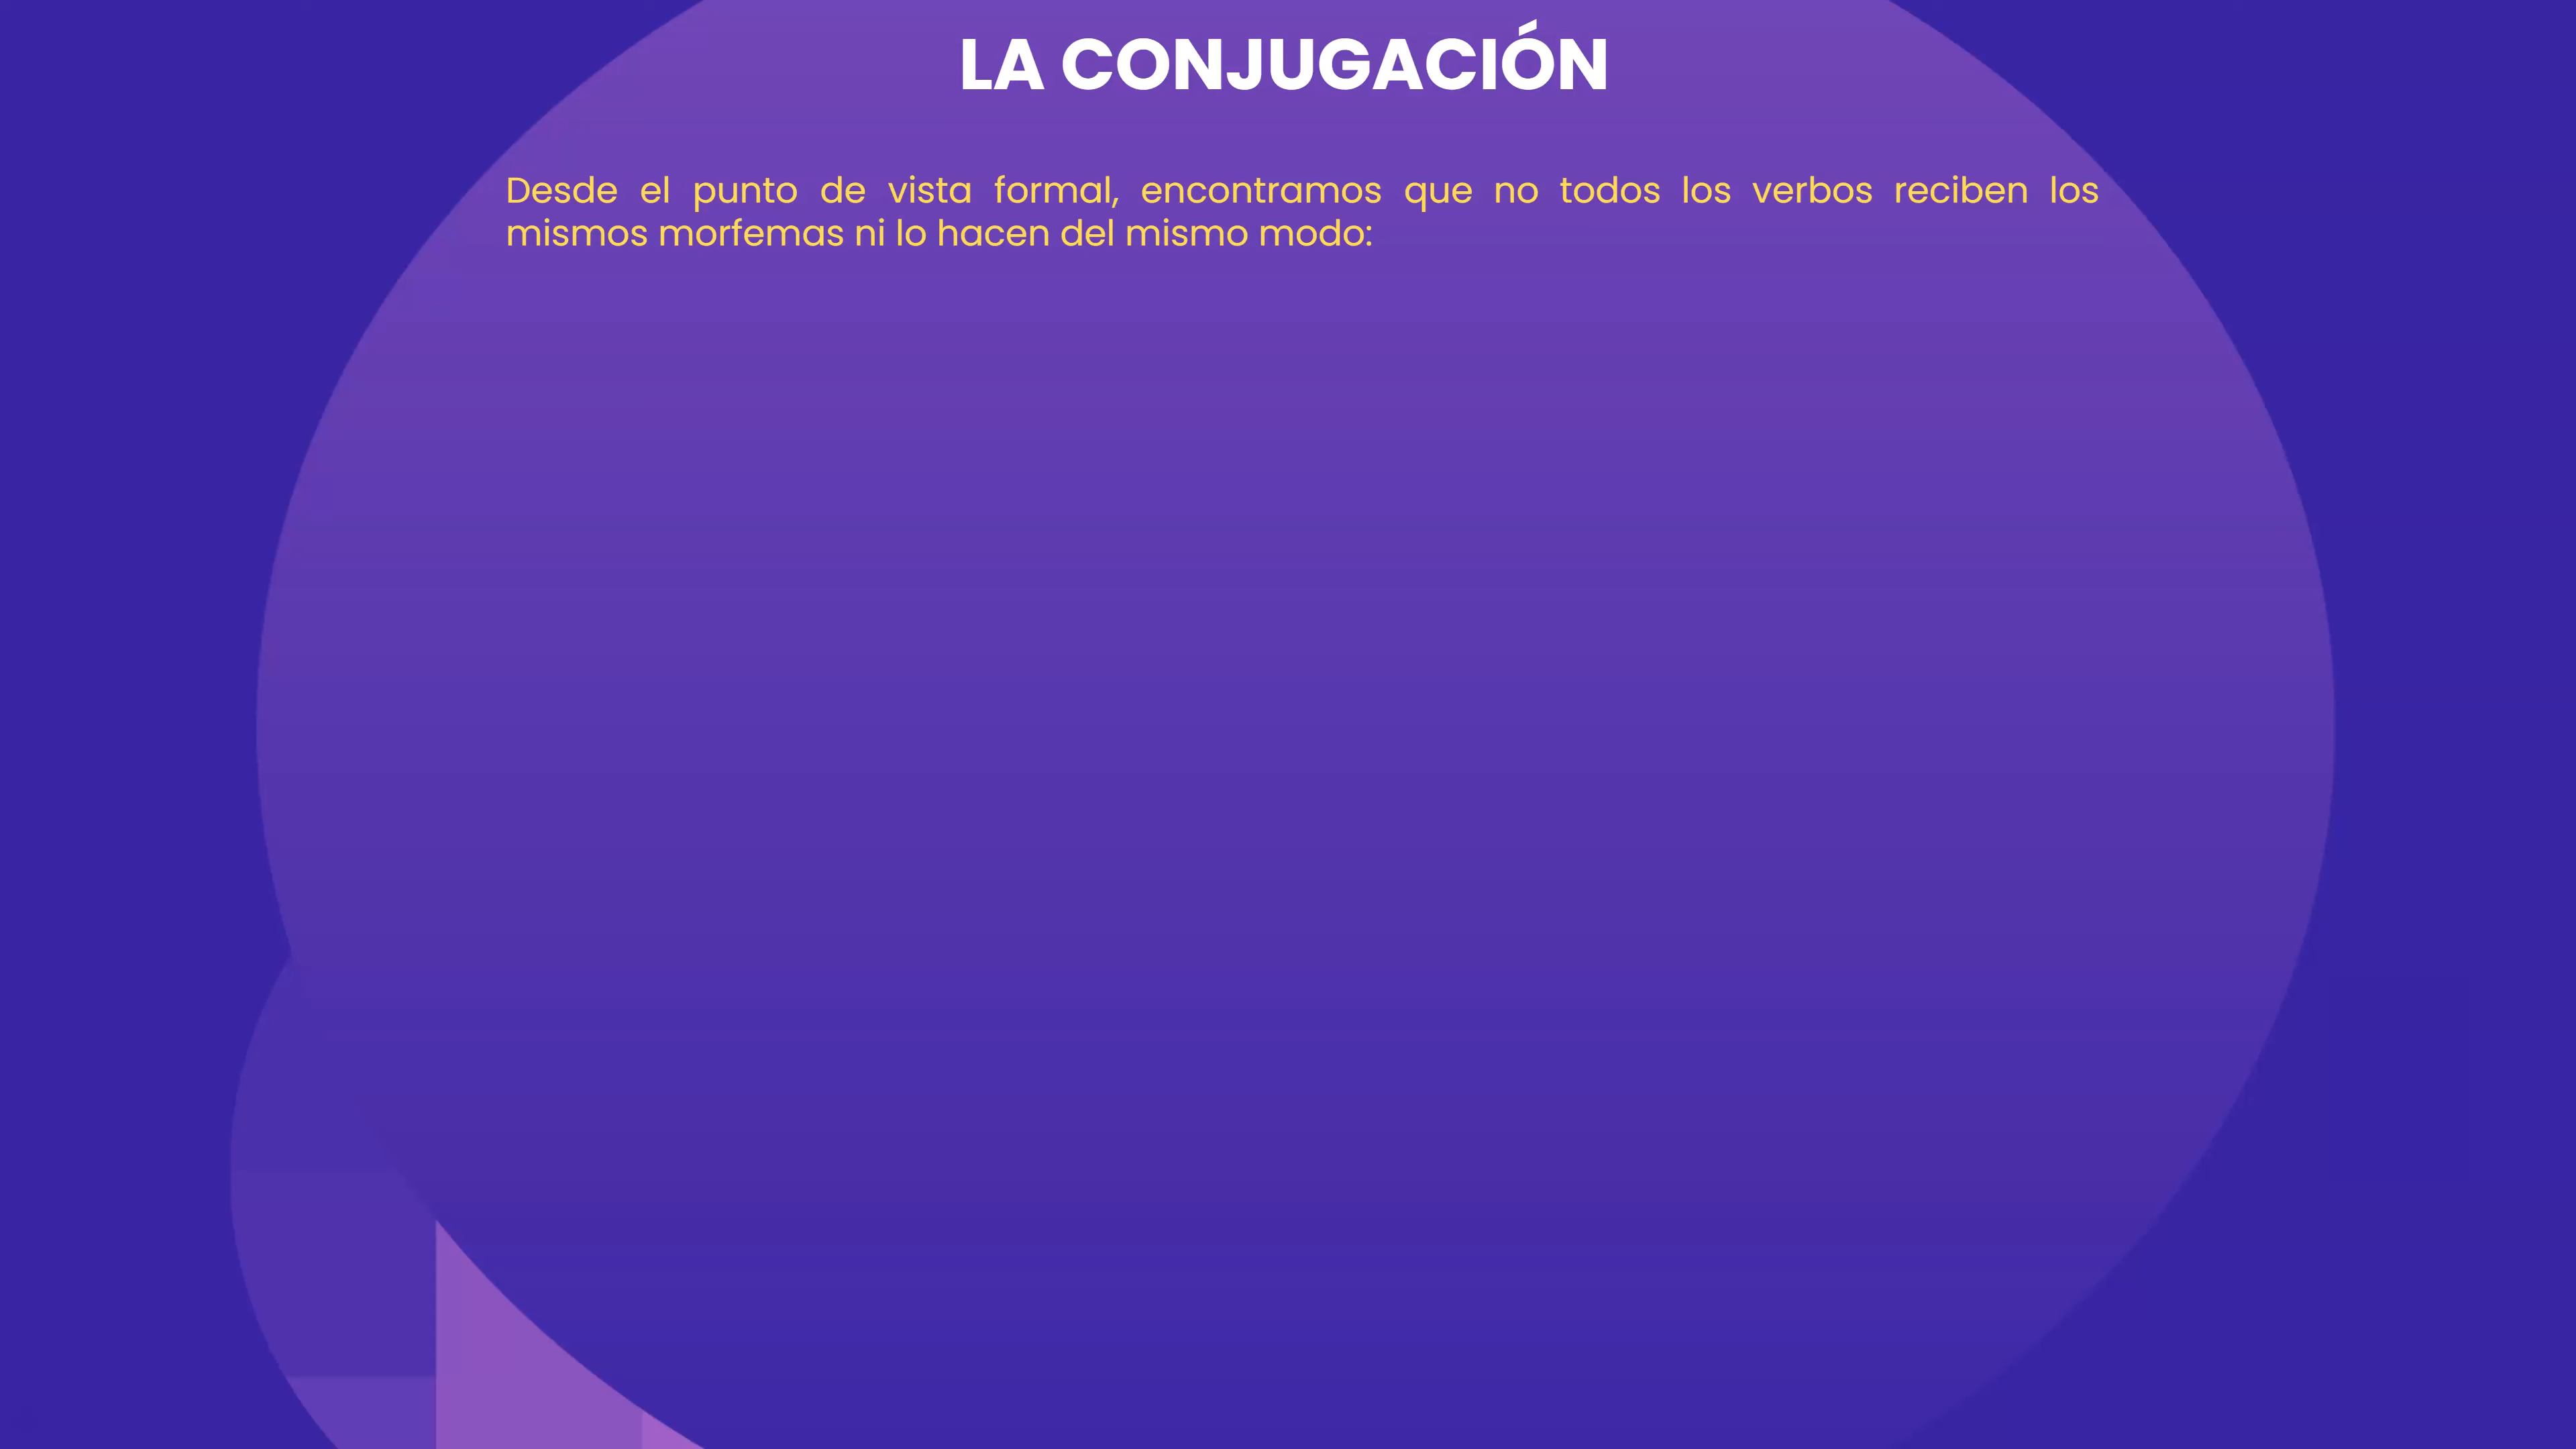 LA CONJUGACIÓN
Desde el punto de vista formal, encontramos que no todos los verbos reciben los
mismos morfemas ni lo hacen del mismo modo: